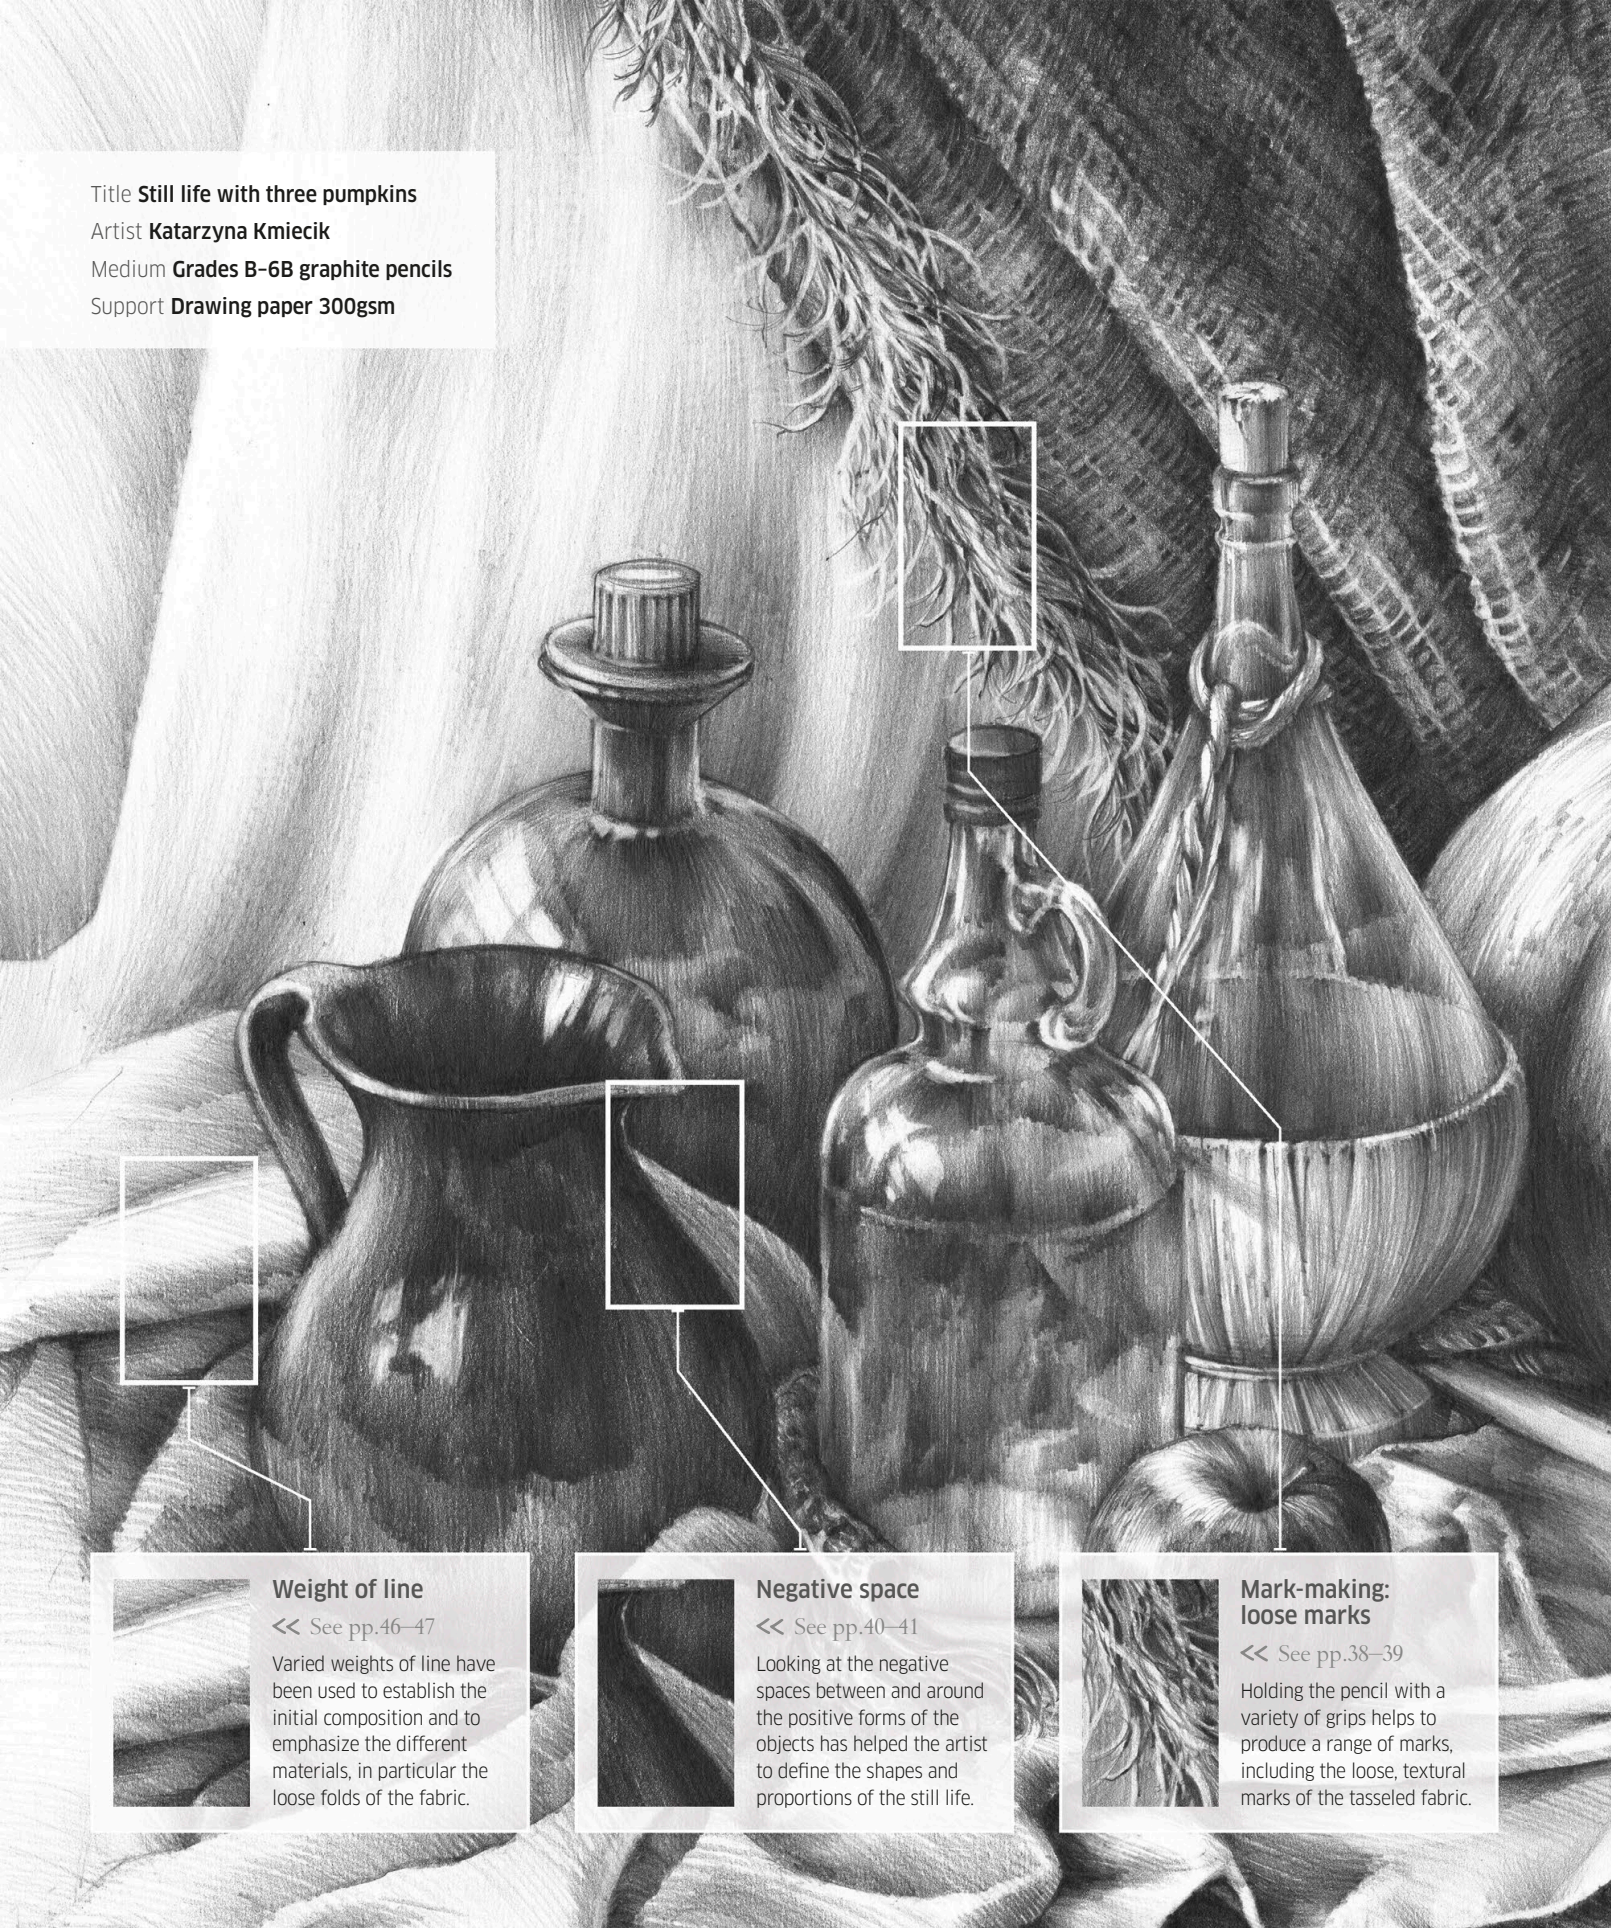 Title Still life with three pumpkins
Artist Katarzyna Kmiecik
Medium Grades B–6B graphite pencils
Support Drawing paper 300gsm
Weight of line
<< See pp.46–47
Varied weights of line have
been used to establish the
initial composition and to
emphasize the different
materials, in particular the
loose folds of the fabric.
Negative space
<< See pp.40–41
Looking at the negative
spaces between and around
the positive forms of the
objects has helped the artist
to define the shapes and
proportions of the still life.
Mark-making:
loose marks
<< See pp.38–39
Holding the pencil with a
variety of grips helps to
produce a range of marks,
including the loose, textural
marks of the tasseled fabric.